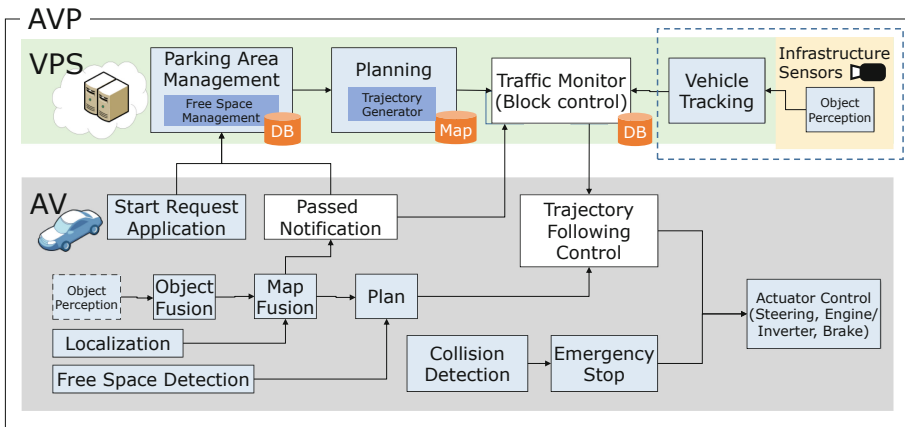 AVP
VPS
Parking Area
Management
Free Space
Management
DB
Planning
Trajectory
Generator
Map
Traffic Monitor
(Block control)
DB
Vehicle
Tracking
Infrastructure
Sensors
Object
Perception
AV
Start Request
Application
Passed
Notification
Trajectory
Following
Control
Object
Perception
Object
Fusion
Map
Fusion
Plan
Actuator Control
(Steering, Engine/
Inverter, Brake)
Localization
Free Space Detection
Collision
Detection
Emergency
Stop